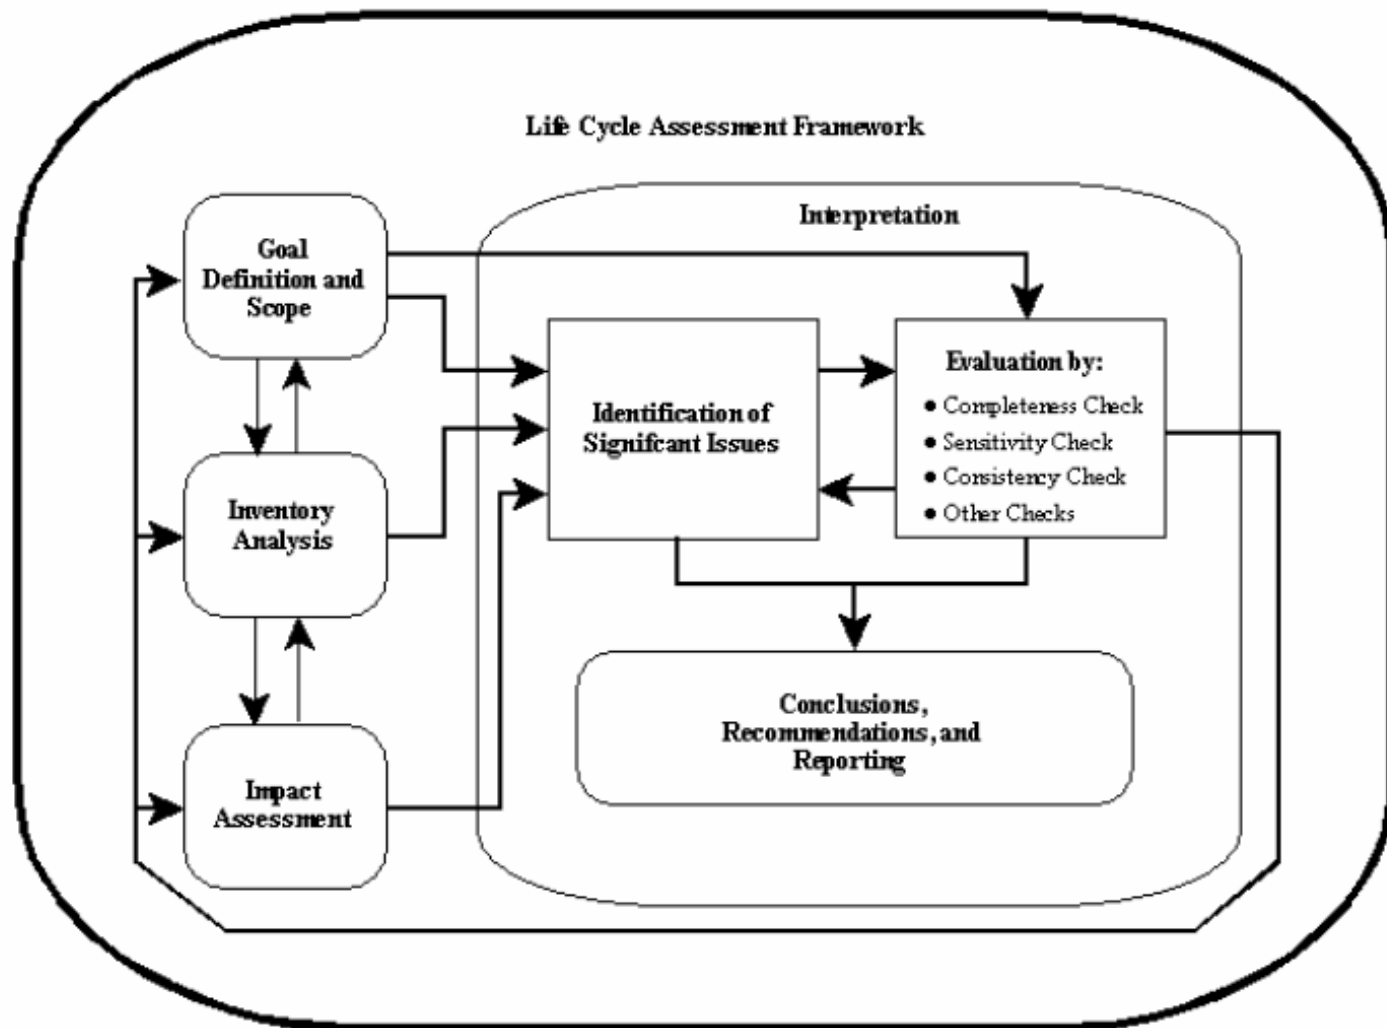 Life Cycle Assessment Framework
Interpretation
Goal
Definition and
Scope
Inventory
Analysis
Impact
Assessment
Identification of
Signifcant Issues
Evaluation by:
● Completeness Check
● Sensitivity Check
● Consistency Check
● Other Checks
Conclusions,
Recommendations, and
Reporting